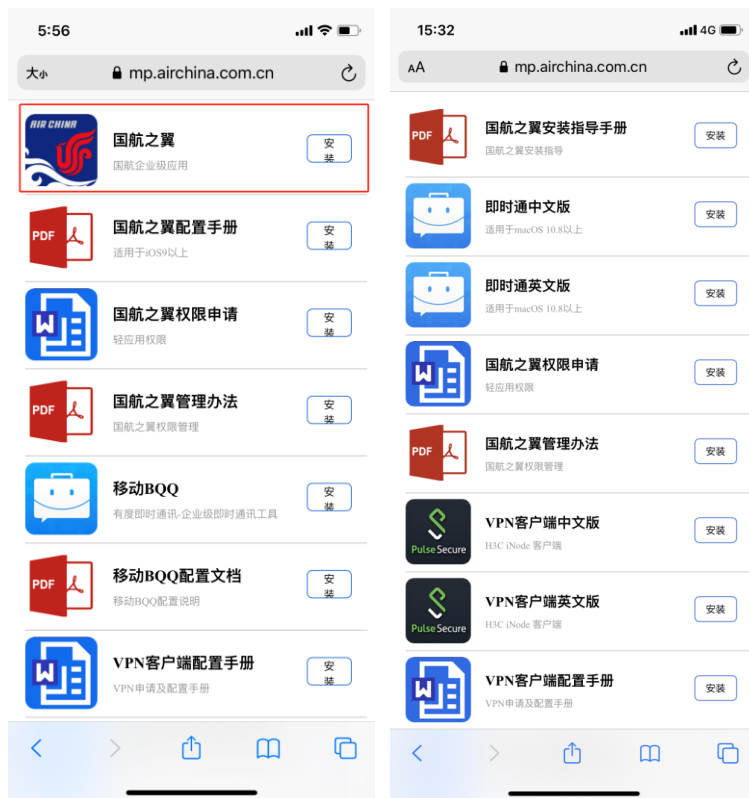 5:56
大小
mp.airchina.com.cn
AIR CHINA
国航之翼
国航企业级应用
安
装
PDF
国航之翼配置手册
适用于iOS9以上
安
装
W
国航之翼权限申请
轻应用权限
安
装
PDF
国航之翼管理办法
国航之翼权限管理
安
装
移动BQQ
有度即时通讯-企业级即时通讯工具
安
装
PDF
移动BQQ配置文档
移动BQQ配置说明
安
装
W
VPN客户端配置手册
VPN申请及配置手册
安
装
15:32
4G
AA
mp.airchina.com.cn
PDF
国航之翼安装指导手册
国航之翼安装指导
安装
即时通中文版
适用于macOS 10.8以上
安装
即时通英文版
适用于macOS 10.8以上
安装
W
国航之翼权限申请
轻应用权限
安装
PDF
国航之翼管理办法
国航之翼权限管理
安装
Pulse Secure
VPN客户端中文版
H3C iNode 客户端
安装
Pulse Secure
VPN客户端英文版
H3C iNode 客户端
安装
W
VPN客户端配置手册
VPN申请及配置手册
安装